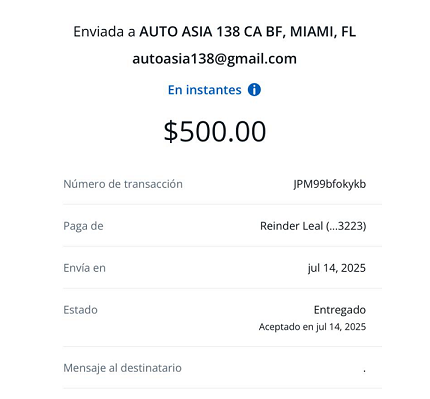 Enviada a AUTO ASIA 138 CA BF, MIAMI, FL
autoasia138@gmail.com
En instantes
$500.00
Número de transacción JPM99bfokykb
Paga de Reinder Leal (...3223)
Envía en jul 14, 2025
Estado Entregado
Aceptado en jul 14, 2025
Mensaje al destinatario .